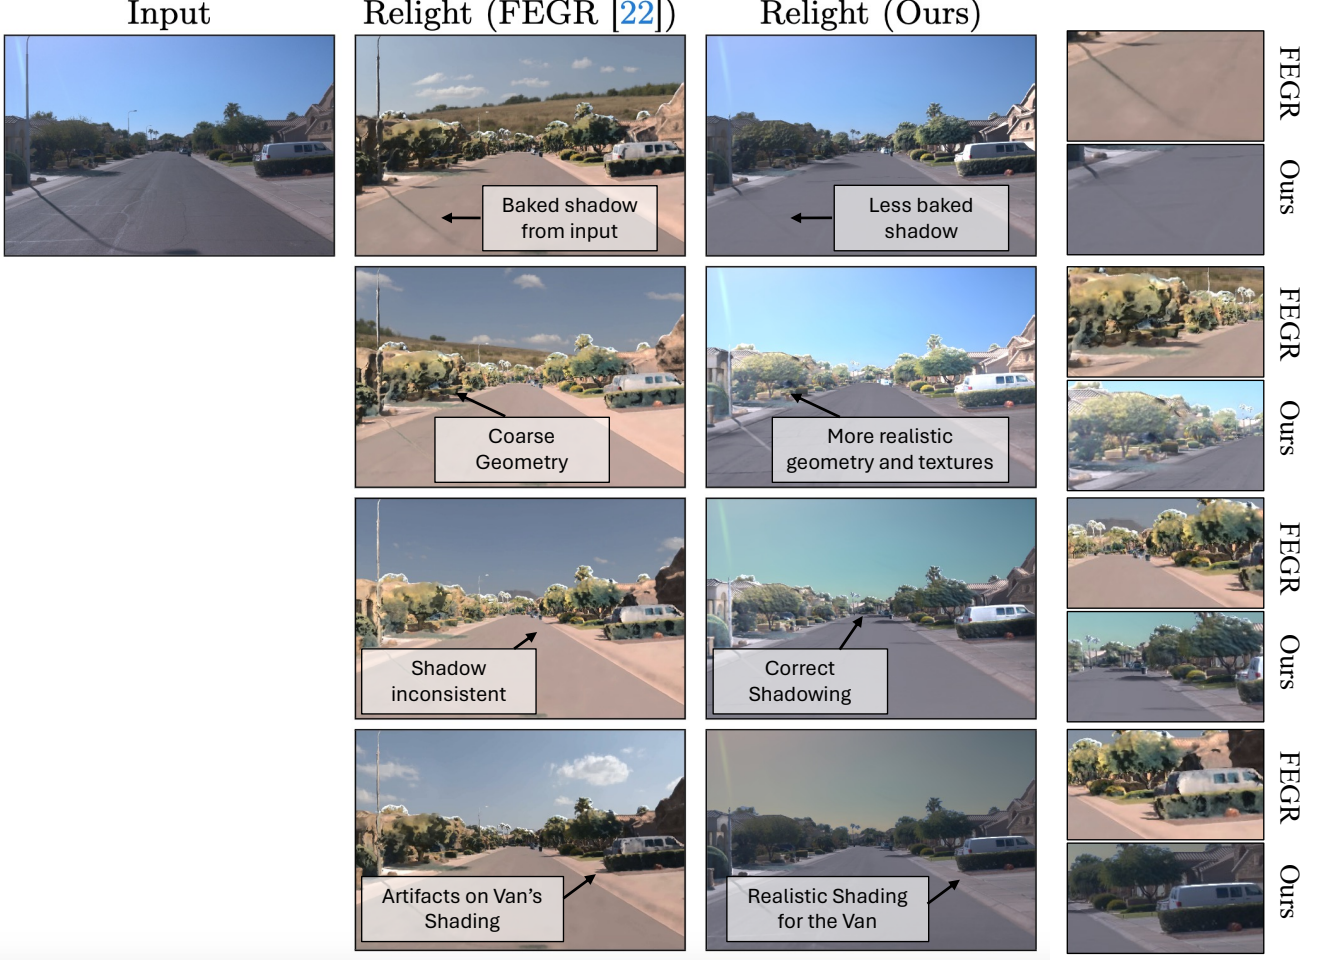 Input
Relight (FEGR [22])
Relight (Ours)
Baked shadow
from input
Less baked
shadow
FEGR
Ours
Coarse
Geometry
More realistic
geometry and textures
FEGR
Ours
Shadow
inconsistent
Correct
Shadowing
FEGR
Ours
Artifacts on Van's
Shading
Realistic Shading
for the Van
FEGR
Ours